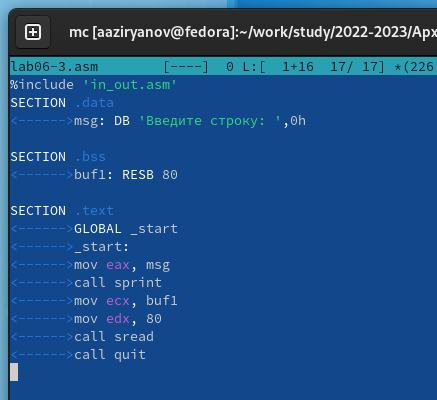 mc [aaziryanov@fedora]:~/work/study/2022-2023/Арх
lab06-3.asm [----] 0 L:[ 1+16 17/ 17] *(226
%include 'in_out.asm'
SECTION .data
<------>msg: DB 'Введите строку: ',0h
SECTION .bss
<------>buf1: RESB 80
SECTION .text
<------>GLOBAL _start
<------>_start:
<------>mov eax, msg
<------>call sprint
<------>mov ecx, buf1
<------>mov edx, 80
<------>call sread
<------>call quit